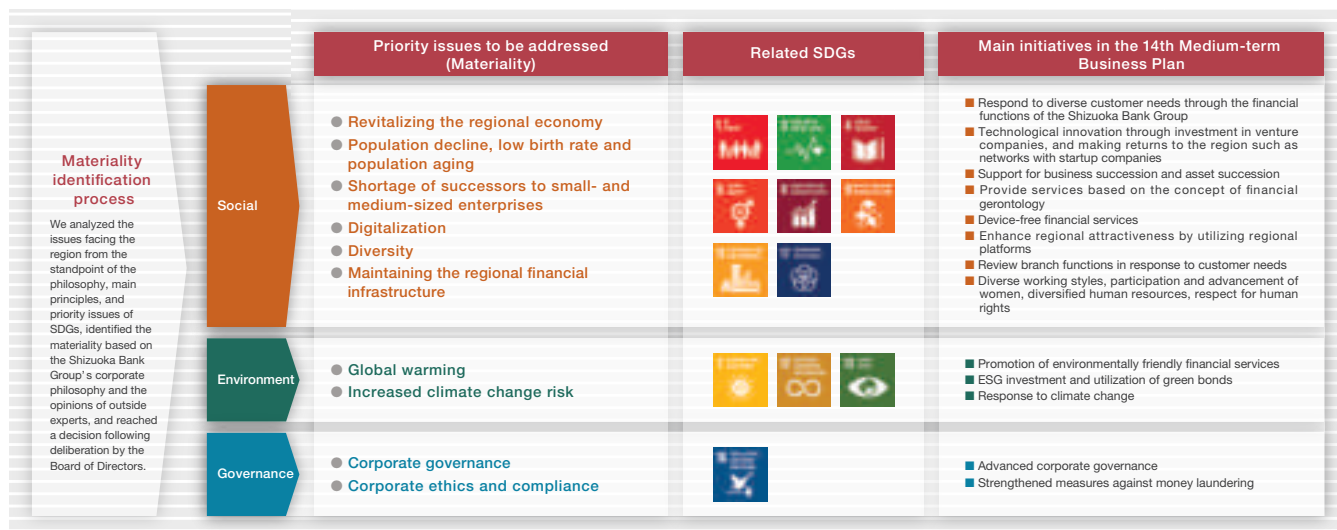 Priority issues to be addressed
(Materiality)
Related SDGs
Main initiatives in the 14th Medium-term
Business Plan
Materiality
identification
process
We analyzed the
issues facing the
region from the
standpoint of the
philosophy, main
principles, and
priority issues of
SDGs, identified the
materiality based on
the Shizuoka Bank
Group's corporate
philosophy and the
opinions of outside
experts, and reached
a decision following
deliberation by the
Board of Directors.
Social
● Revitalizing the regional economy
● Population decline, low birth rate and
population aging
● Shortage of successors to small- and
medium-sized enterprises
● Digitalization
● Diversity
● Maintaining the regional financial
infrastructure
■ Respond to diverse customer needs through the financial
functions of the Shizuoka Bank Group
■ Technological innovation through investment in venture
companies, and making returns to the region such as
networks with startup companies
■ Support for business succession and asset succession
■ Provide services based on the concept of financial
gerontology
■ Device-free financial services
■ Enhance regional attractiveness by utilizing regional
platforms
■ Review branch functions in response to customer needs
■ Diverse working styles, participation and advancement of
women, diversified human resources, respect for human
rights
Environment
● Global warming
● Increased climate change risk
■ Promotion of environmentally friendly financial services
■ ESG investment and utilization of green bonds
■ Response to climate change
Governance
● Corporate governance
● Corporate ethics and compliance
■ Advanced corporate governance
■ Strengthened measures against money laundering